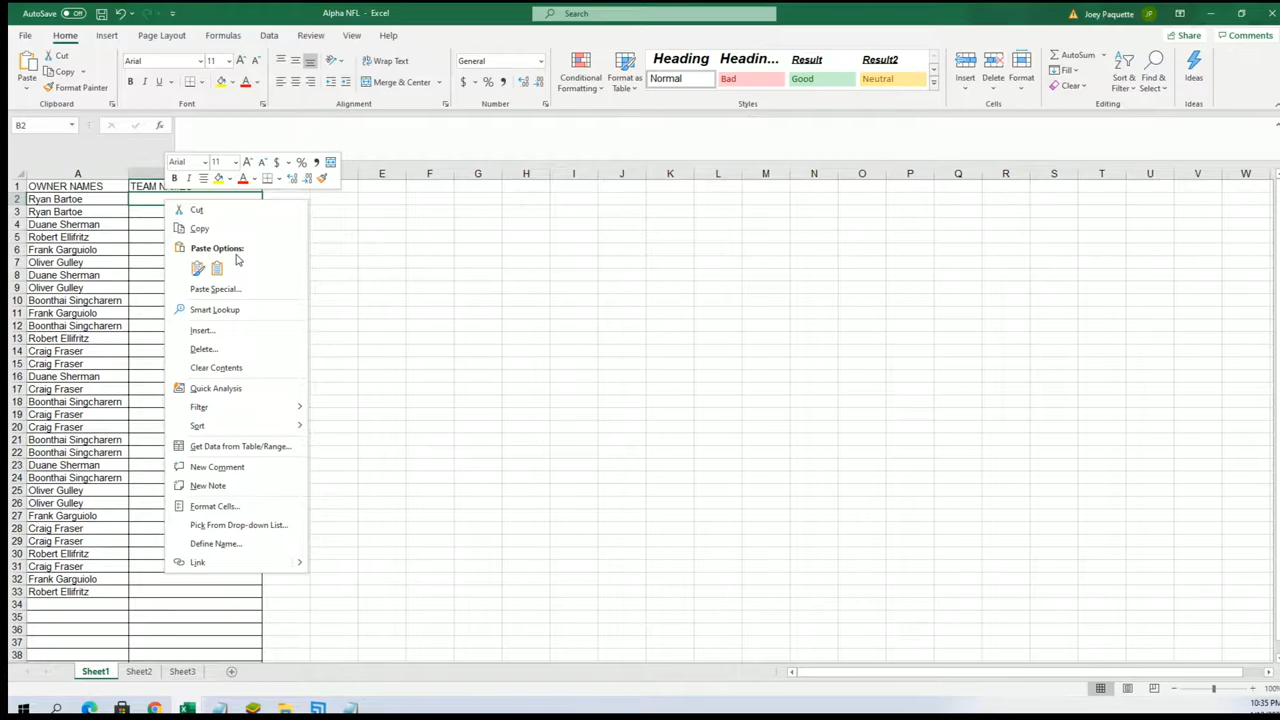 AutoSave Off Alpha NFL - Excel Search Joey Paquette JP
File Home Insert Page Layout Formulas Data Review View Help Share Comments
Paste Cut Copy Format Painter Clipboard
Arial 11 B I U Font
Wrap Text Merge & Center Alignment
General $ % Number
Conditional Formatting Format as Table
Heading Headin... Result Result2
Normal Bad Good Neutral
Styles
Insert Delete Format Cells
AutoSum Fill Clear Sort & Filter Find & Select Editing
Ideas Ideas
B2 fx
Arial 11 $ %
B I
A E F G H I J K L M N O P Q R S T U V W
1 OWNER NAMES TEAM
2 Ryan Bartoe
3 Ryan Bartoe
4 Duane Sherman
5 Robert Ellifritz
6 Frank Garguiolo
7 Oliver Gulley
8 Duane Sherman
9 Oliver Gulley
10 Boonthai Singcharern
11 Frank Garguiolo
12 Boonthai Singcharern
13 Robert Ellifritz
14 Craig Fraser
15 Craig Fraser
16 Duane Sherman
17 Craig Fraser
18 Boonthai Singcharern
19 Craig Fraser
20 Craig Fraser
21 Boonthai Singcharern
22 Boonthai Singcharern
23 Duane Sherman
24 Boonthai Singcharern
25 Oliver Gulley
26 Oliver Gulley
27 Frank Garguiolo
28 Craig Fraser
29 Craig Fraser
30 Robert Ellifritz
31 Craig Fraser
32 Frank Garguiolo
33 Robert Ellifritz
34
35
36
37
38
Cut
Copy
Paste Options:
Paste Special...
Smart Lookup
Insert...
Delete...
Clear Contents
Quick Analysis
Filter
Sort
Get Data from Table/Range...
New Comment
New Note
Format Cells...
Pick From Drop-down List...
Define Name...
Link
Sheet1 Sheet2 Sheet3
100%
10:35 PM